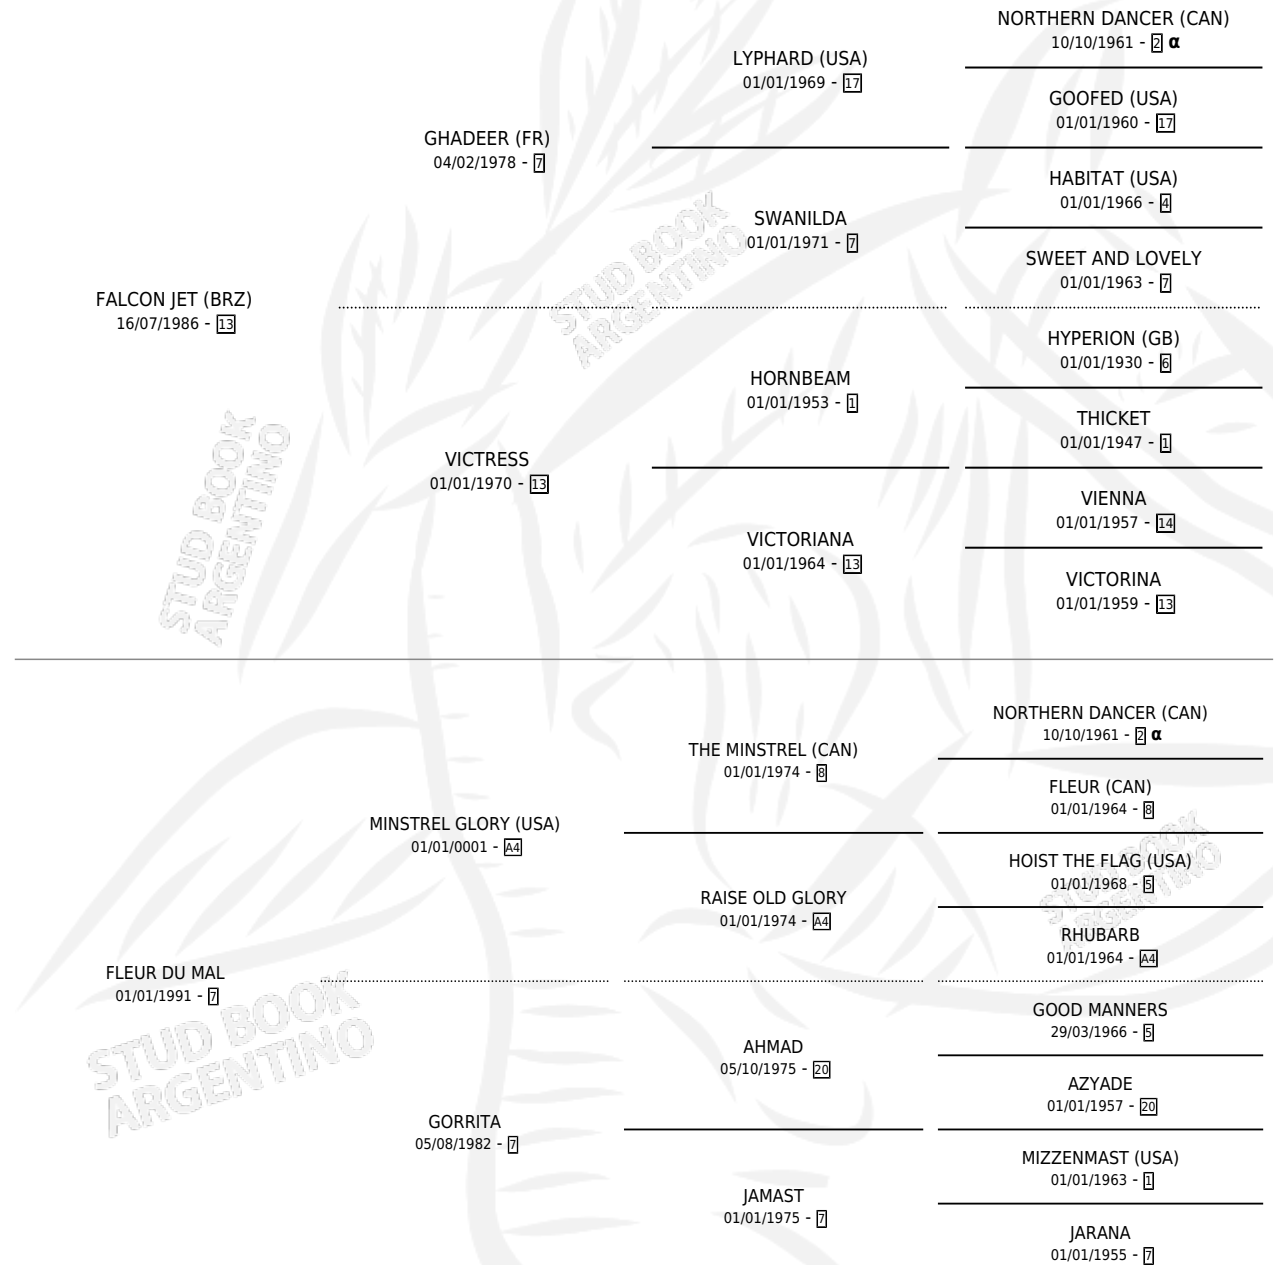 NORTHERN DANCER (CAN)
10/10/1961 - 2 α
LYPHARD (USA)
01/01/1969 - 17
GOOFED (USA)
01/01/1960 - 17
GHADEER (FR)
04/02/1978 - 7
HABITAT (USA)
01/01/1966 - 4
SWANILDA
01/01/1971 - 7
SWEET AND LOVELY
01/01/1963 - 7
FALCON JET (BRZ)
16/07/1986 - 13
HYPERION (GB)
01/01/1930 - 6
HORNBEAM
01/01/1953 - 1
THICKET
01/01/1947 - 1
VICTRESS
01/01/1970 - 13
VIENNA
01/01/1957 - 14
VICTORIANA
01/01/1964 - 13
VICTORINA
01/01/1959 - 13
NORTHERN DANCER (CAN)
10/10/1961 - 2 α
THE MINSTREL (CAN)
01/01/1974 - 8
FLEUR (CAN)
01/01/1964 - 8
MINSTREL GLORY (USA)
01/01/0001 - A4
HOIST THE FLAG (USA)
01/01/1968 - 5
RAISE OLD GLORY
01/01/1974 - A4
RHUBARB
01/01/1964 - A4
FLEUR DU MAL
01/01/1991 - 7
GOOD MANNERS
29/03/1966 - 5
AHMAD
05/10/1975 - 20
AZYADE
01/01/1957 - 20
GORRITA
05/08/1982 - 7
MIZZENMAST (USA)
01/01/1963 - 1
JAMAST
01/01/1975 - 7
JARANA
01/01/1955 - 7
STUD BOOK
ARGENTINO
STUD BOOK
ARGENTINO
STUD BOOK
ARGENTINO
STUD BOOK
ARGENTINO